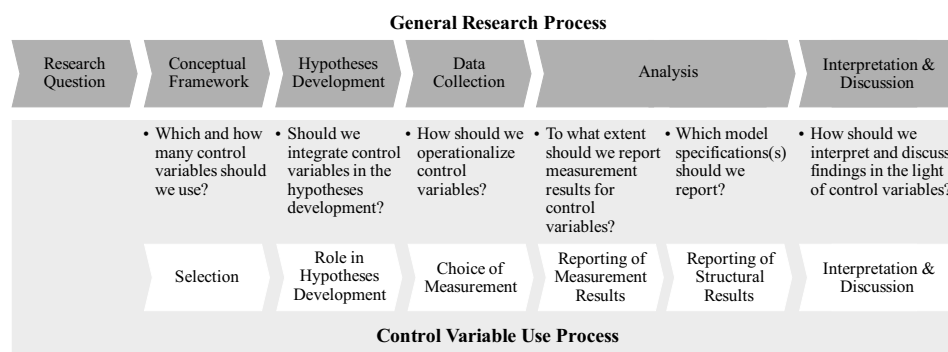 General Research Process
Research
Question
Conceptual
Framework
Hypotheses
Development
Data
Collection
Analysis
Interpretation &
Discussion
• Which and how
many control
variables should
we use?
• Should we
integrate control
variables in the
hypotheses
development?
• How should we
operationalize
control
variables?
• To what extent
should we report
measurement
results for
control
variables?
• Which model
specifications(s)
should we
report?
• How should we
interpret and discuss
findings in the light
of control variables?
Selection
Role in
Hypotheses
Development
Choice of
Measurement
Reporting of
Measurement
Results
Reporting of
Structural
Results
Interpretation &
Discussion
Control Variable Use Process